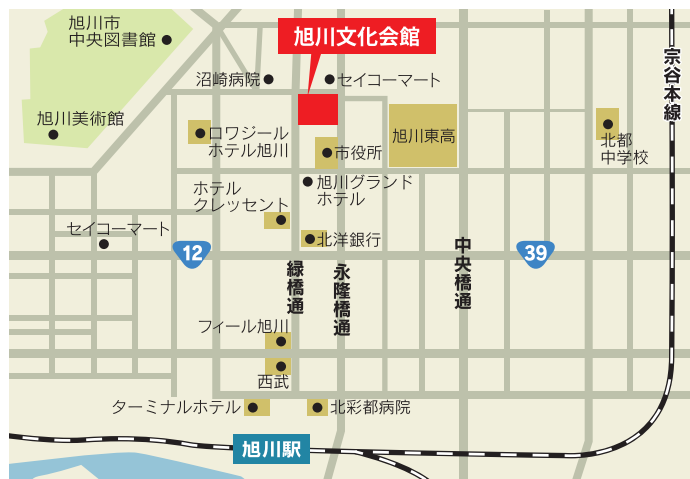 旭川市
中央図書館
旭川文化会館
沼崎病院
セイコーマート
宗谷本線
旭川美術館
ロワジール
ホテル旭川
市役所
旭川東高
北都
中学校
旭川グランド
ホテル
ホテル
クレッセント
セイコーマート
北洋銀行
12
39
緑橋通
永隆橋通
中央橋通
フィール旭川
西武
ターミナルホテル
北彩都病院
旭川駅